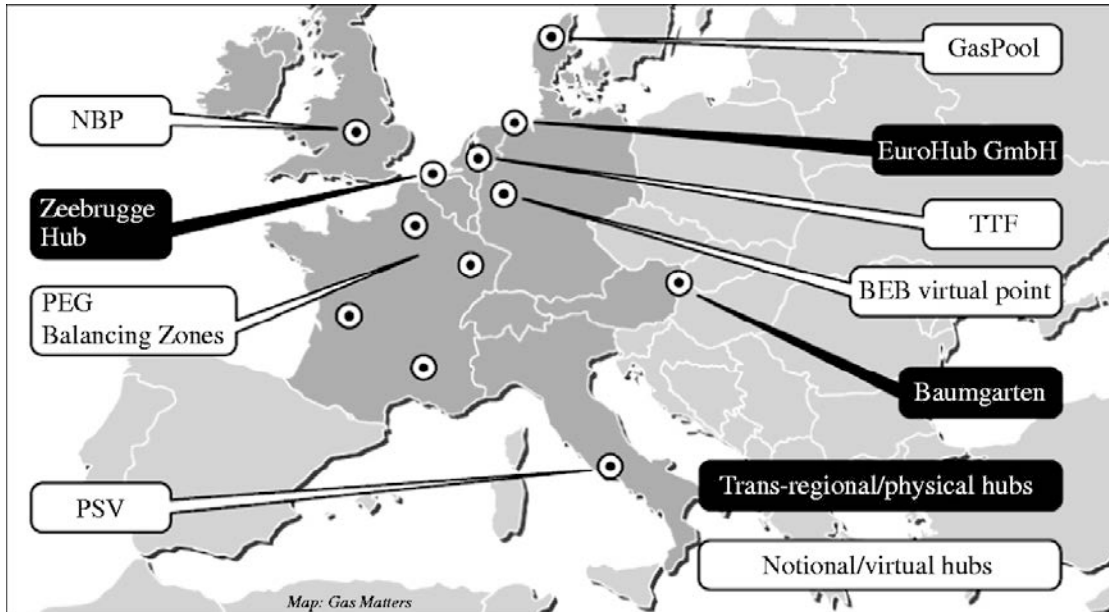 GasPool
NBP
EuroHub GmbH
Zeebrugge
Hub
TTF
BEB virtual point
PEG
Balancing Zones
Baumgarten
Trans-regional/physical hubs
PSV
Notional/virtual hubs
Map: Gas Matters